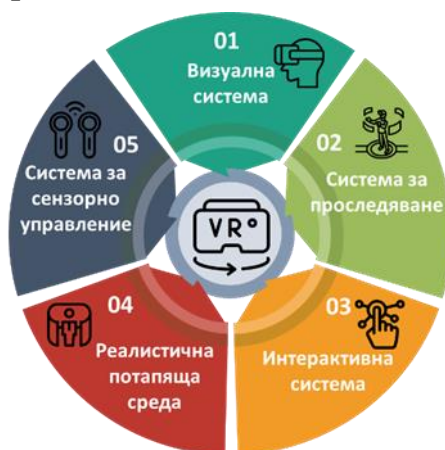 01
Визуална
система
02
Система за
проследяване
03
Интерактивна
система
04
Реалистична
потапяща
среда
05
Система за
сензорно
управление
VR°